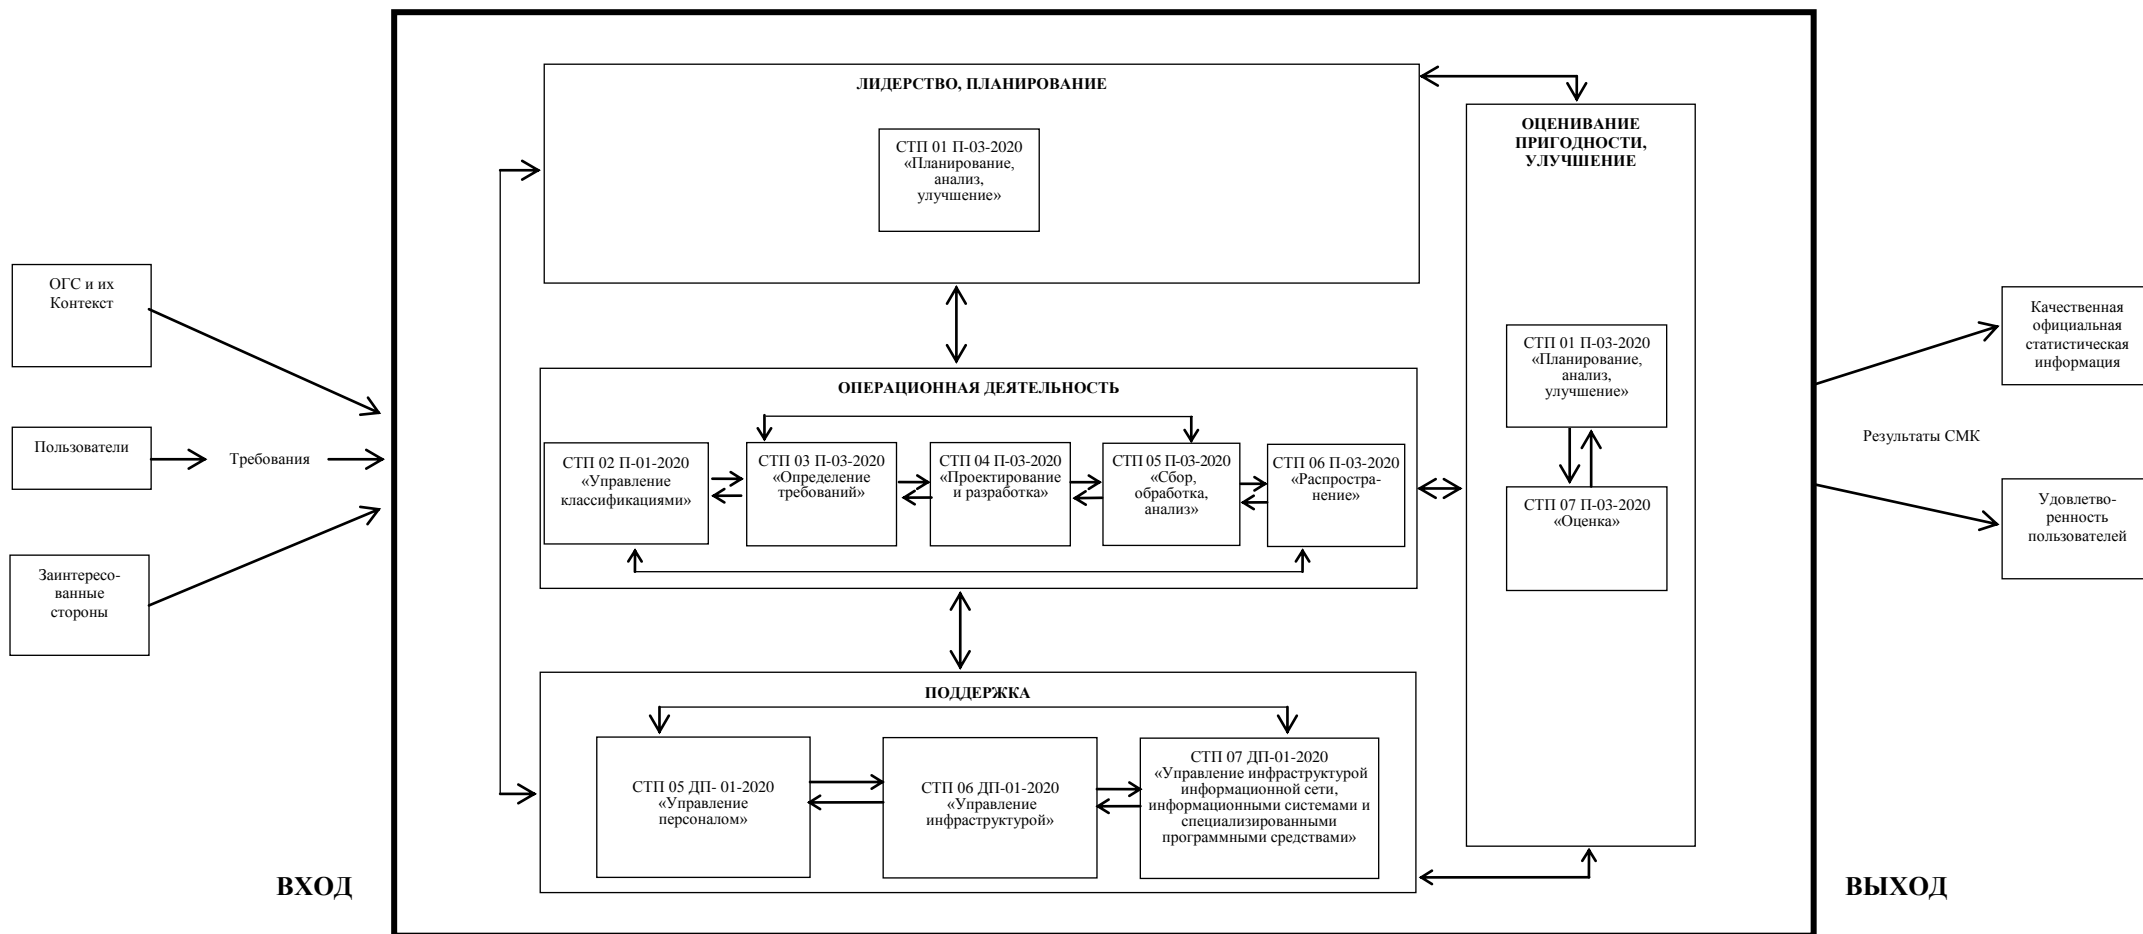 ЛИДЕРСТВО, ПЛАНИРОВАНИЕ
СТП 01 П-03-2020
«Планирование,
анализ,
улучшение»
ОЦЕНИВАНИЕ
ПРИГОДНОСТИ,
УЛУЧШЕНИЕ
СТП 01 П-03-2020
«Планирование,
анализ,
улучшение»
СТП 07 П-03-2020
«Оценка»
ОГС и их
Контекст
Пользователи
Требования
Заинтересо-
ванные
стороны
ОПЕРАЦИОННАЯ ДЕЯТЕЛЬНОСТЬ
СТП 02 П-01-2020
«Управление
классификациями»
СТП 03 П-03-2020
«Определение
требований»
СТП 04 П-03-2020
«Проектирование
и разработка»
СТП 05 П-03-2020
«Сбор,
обработка,
анализ»
СТП 06 П-03-2020
«Распростра-
нение»
Качественная
официальная
статистическая
информация
Результаты СМК
Удовлетво-
ренность
пользователей
ПОДДЕРЖКА
СТП 05 ДП- 01-2020
«Управление
персоналом»
СТП 06 ДП-01-2020
«Управление
инфраструктурой»
СТП 07 ДП-01-2020
«Управление инфраструктурой
информационной сети,
информационными системами и
специализированными
программными средствами»
ВХОД
ВЫХОД